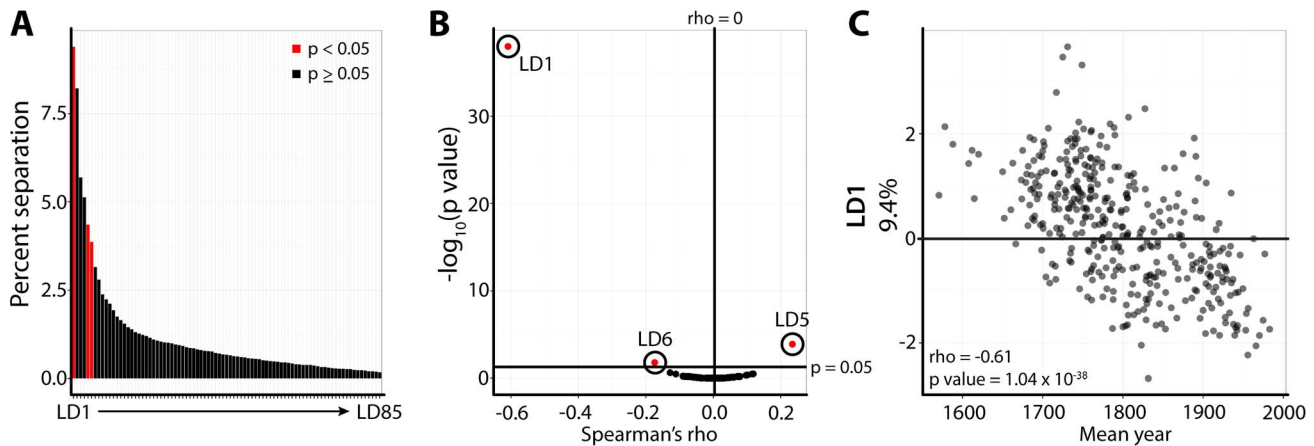 A
Percent separation
7.5
5.0
2.5
0.0
p < 0.05
p ≥ 0.05
LD1
LD85
B
rho = 0
-log10(p value)
30
20
10
0
LD1
LD6
LD5
p = 0.05
-0.6
-0.4
-0.2
0.0
0.2
Spearman's rho
C
LD1
9.4%
2
0
-2
rho = -0.61
p value = 1.04 x 10-38
1600
1700
1800
1900
2000
Mean year